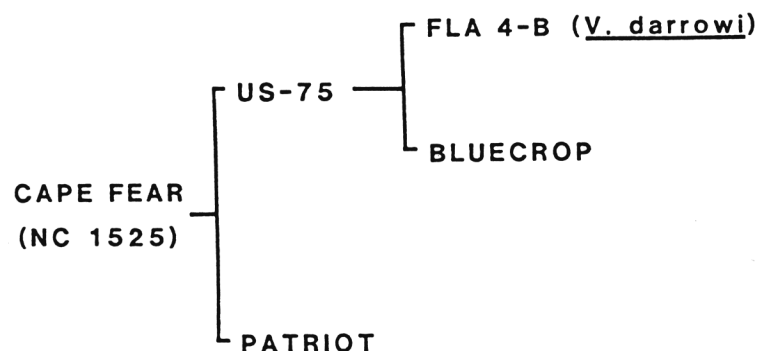 FLA 4-B (V. darrowi)
US-75
BLUECROP
CAPE FEAR
(NC 1525)
PATRIOT